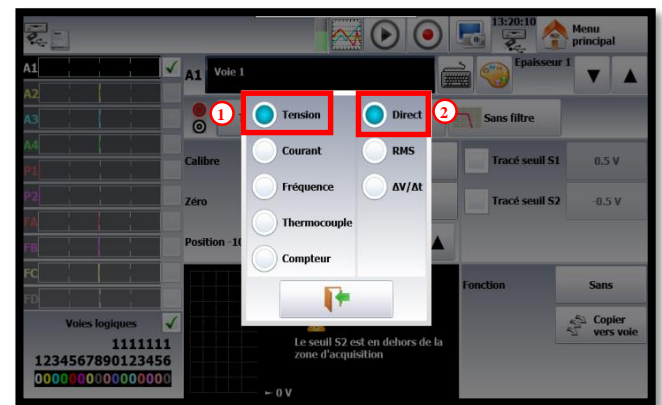 13:20:10
Menu
principal
A1
A1 Voie 1
Epaisseur 1
A2
A3
1
Tension
Direct
2
Sans filtre
A4
Courant
RMS
Calibre
Tracé seuil S1
0.5 V
P1
P2
Fréquence
ΔV/Δt
Zéro
Tracé seuil S2
-0.5 V
FA
Thermocouple
FB
Position -10
Compteur
FC
Fonction
Sans
FD
Copier
vers voie
Voies logiques
1111111
1234567890123456
0000000000000000
Le seuil S2 est en dehors de la
zone d'acquisition
0 V